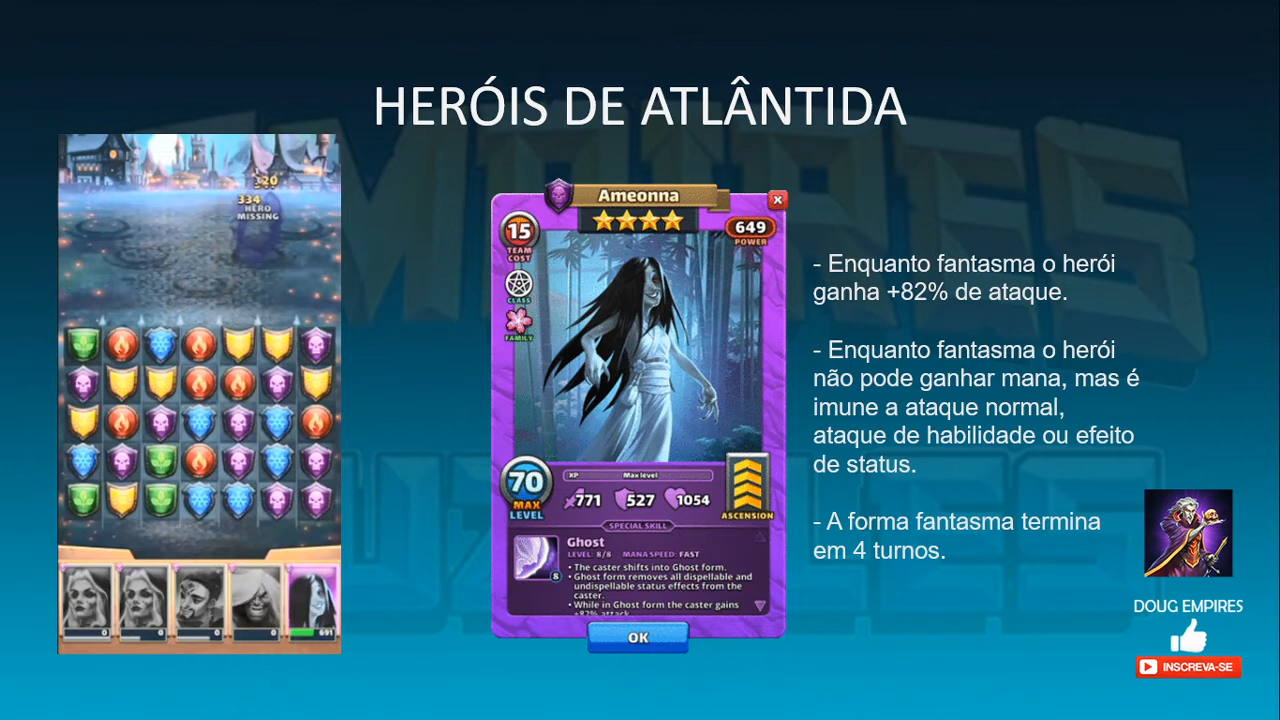 HERÓIS DE ATLÂNTIDA
320
334
HERO
MISSING
0
0
0
0
691
Ameonna
15
TEAM
COST
CLASS
FAMILY
649
POWER
70
MAX
LEVEL
XP
Max level
771
527
1054
ASCENSION
SPECIAL SKILL
Ghost
LEVEL: 8/8 MANA SPEED: FAST
8
• The caster shifts into Ghost form.
• Ghost form removes all dispellable and
undispellable status effects from the
caster.
• While in Ghost form the caster gains
+82% attack.
OK
- Enquanto fantasma o herói
ganha +82% de ataque.
- Enquanto fantasma o herói
não pode ganhar mana, mas é
imune a ataque normal,
ataque de habilidade ou efeito
de status.
- A forma fantasma termina
em 4 turnos.
DOUG EMPIRES
INSCREVA-SE